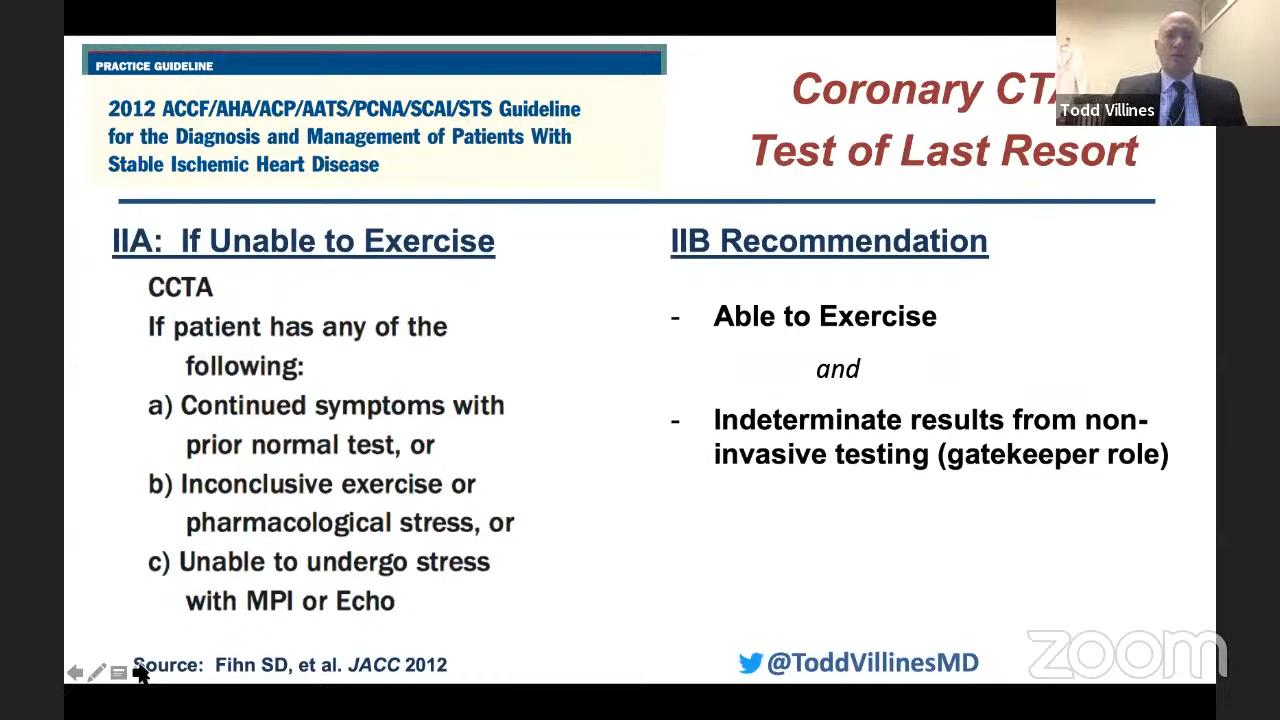 PRACTICE GUIDELINE
2012 ACCF/AHA/ACP/AATS/PCNA/SCAI/STS Guideline
for the Diagnosis and Management of Patients With
Stable Ischemic Heart Disease
Coronary CTA
Test of Last Resort
Todd Villines
IIA: If Unable to Exercise
CCTA
If patient has any of the
following:
a) Continued symptoms with
prior normal test, or
b) Inconclusive exercise or
pharmacological stress, or
c) Unable to undergo stress
with MPI or Echo
IIB Recommendation
- Able to Exercise
and
- Indeterminate results from non-
invasive testing (gatekeeper role)
Source: Fihn SD, et al. JACC 2012
@ToddVillinesMD
zoom